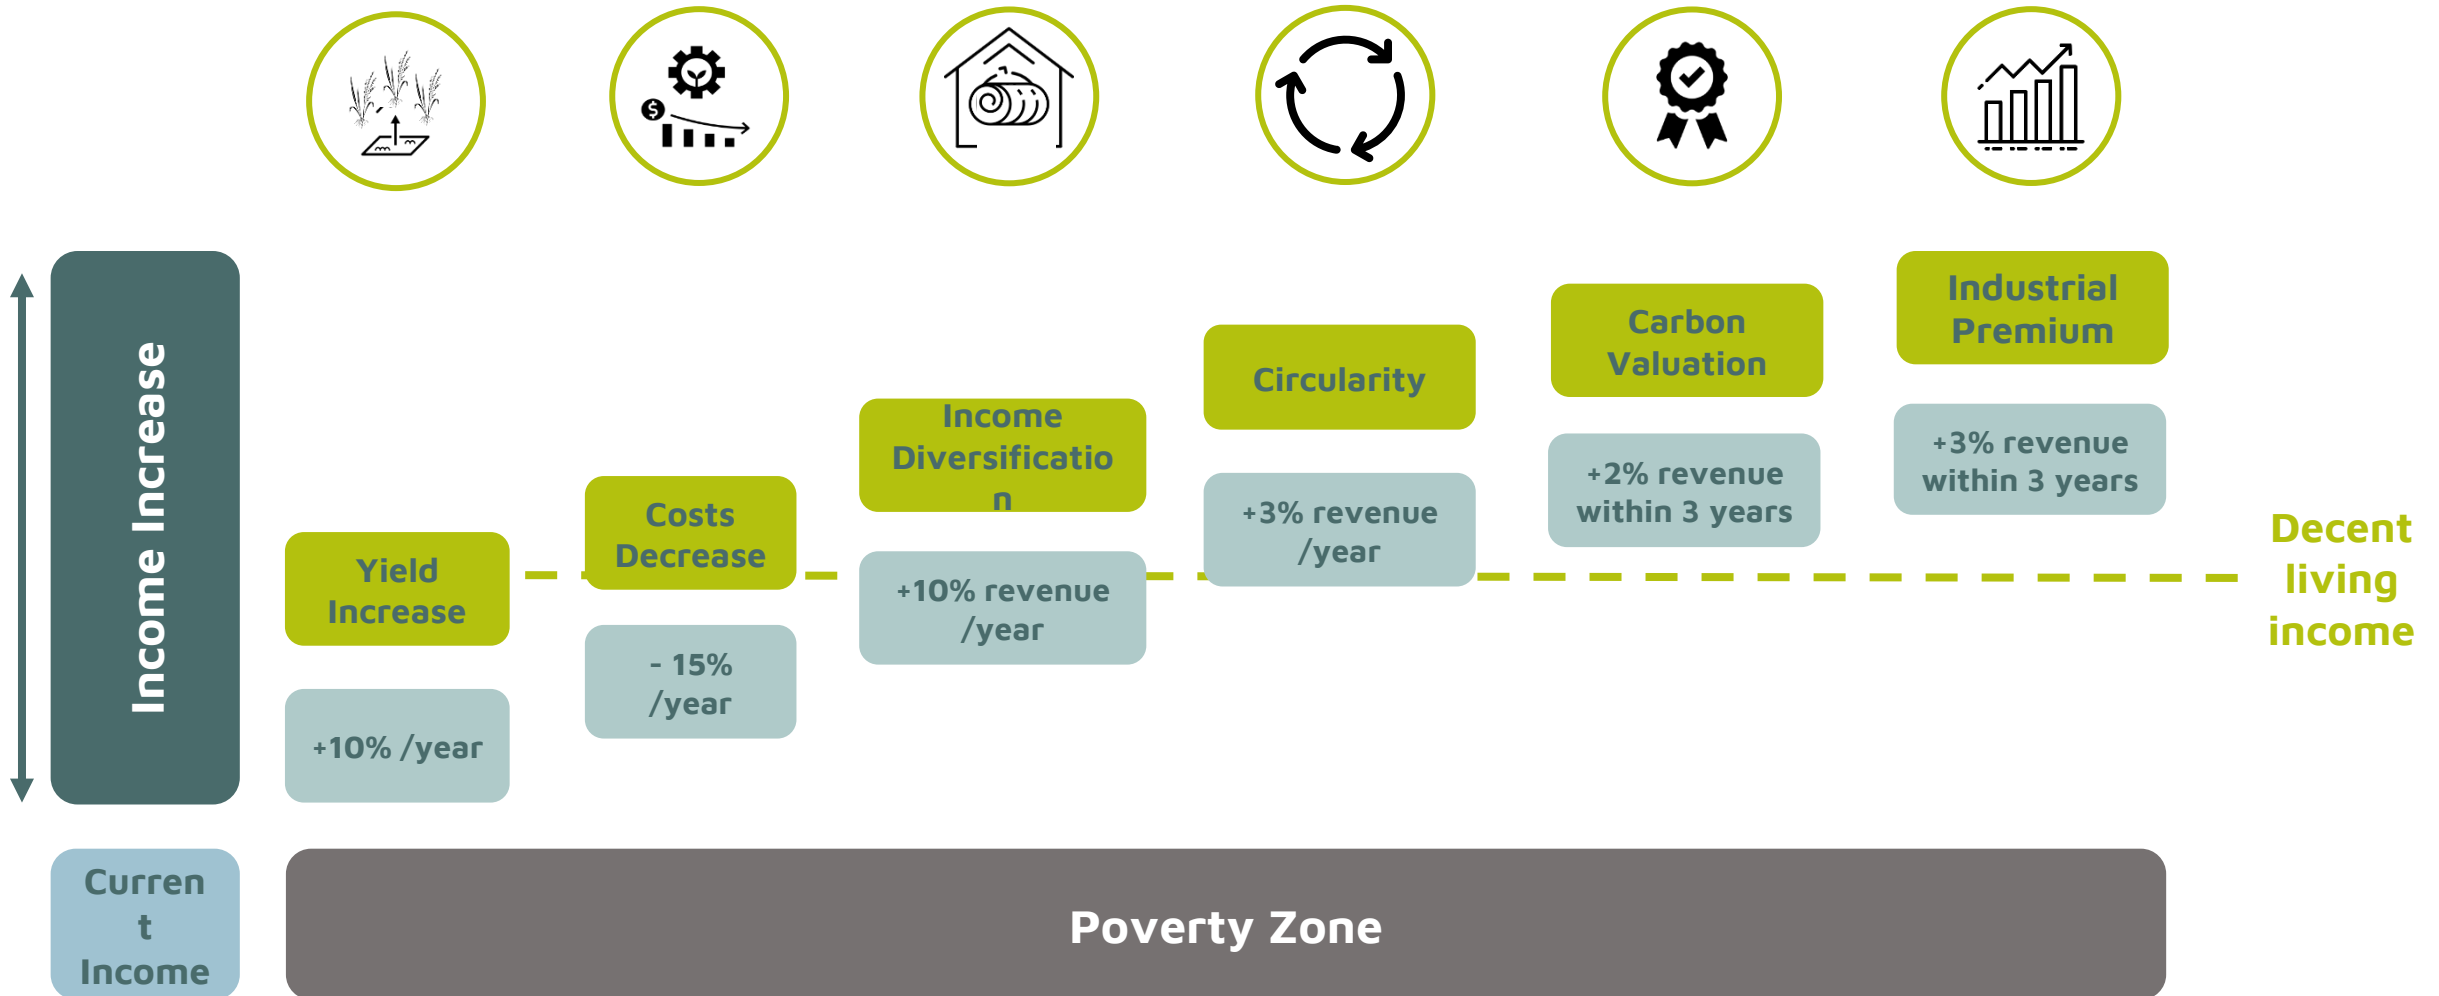 Income Increase
Yield
Increase
+10% /year
Costs
Decrease
- 15%
/year
Income
Diversificatio
n
+10% revenue
/year
Circularity
+3% revenue
/year
Carbon
Valuation
+2% revenue
within 3 years
Industrial
Premium
+3% revenue
within 3 years
Decent
living
income
Curren
t
Income
Poverty Zone